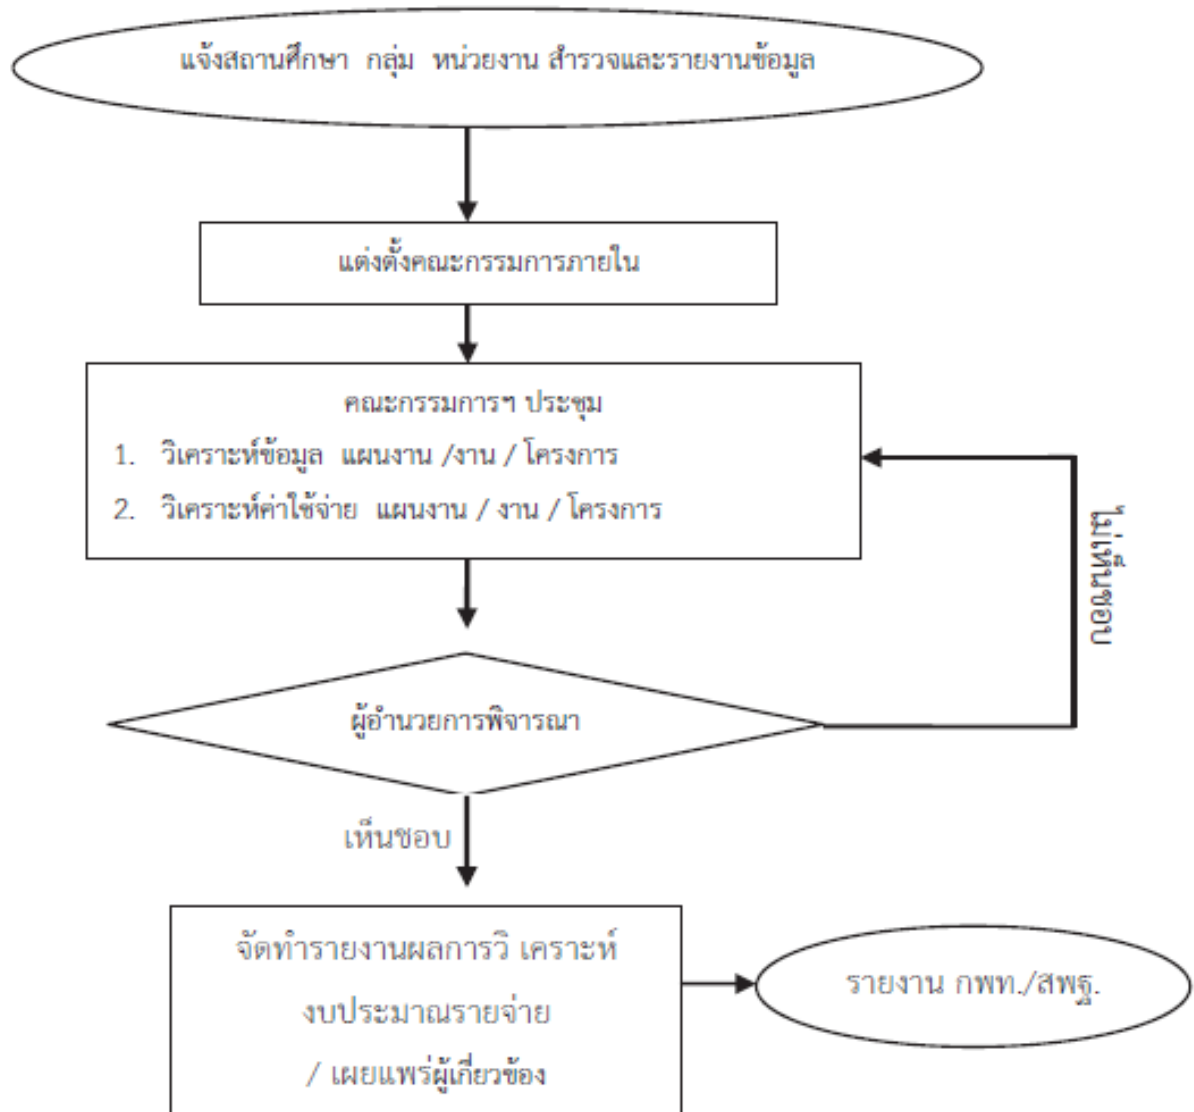 แจ้งสถานศึกษา กลุ่ม หน่วยงาน สำรวจและรายงานข้อมูล
แต่งตั้งคณะกรรมการภายใน
คณะกรรมการฯ ประชุม
1. วิเคราะห์ข้อมูล แผนงาน /งาน / โครงการ
2. วิเคราะห์ค่าใช้จ่าย แผนงาน / งาน / โครงการ
ไม่เห็นชอบ
ผู้อำนวยการพิจารณา
เห็นชอบ
จัดทำรายงานผลการวิ เคราะห์
งบประมาณรายจ่าย
/ เผยแพร่ผู้เกี่ยวข้อง
รายงาน กพท./สพฐ.